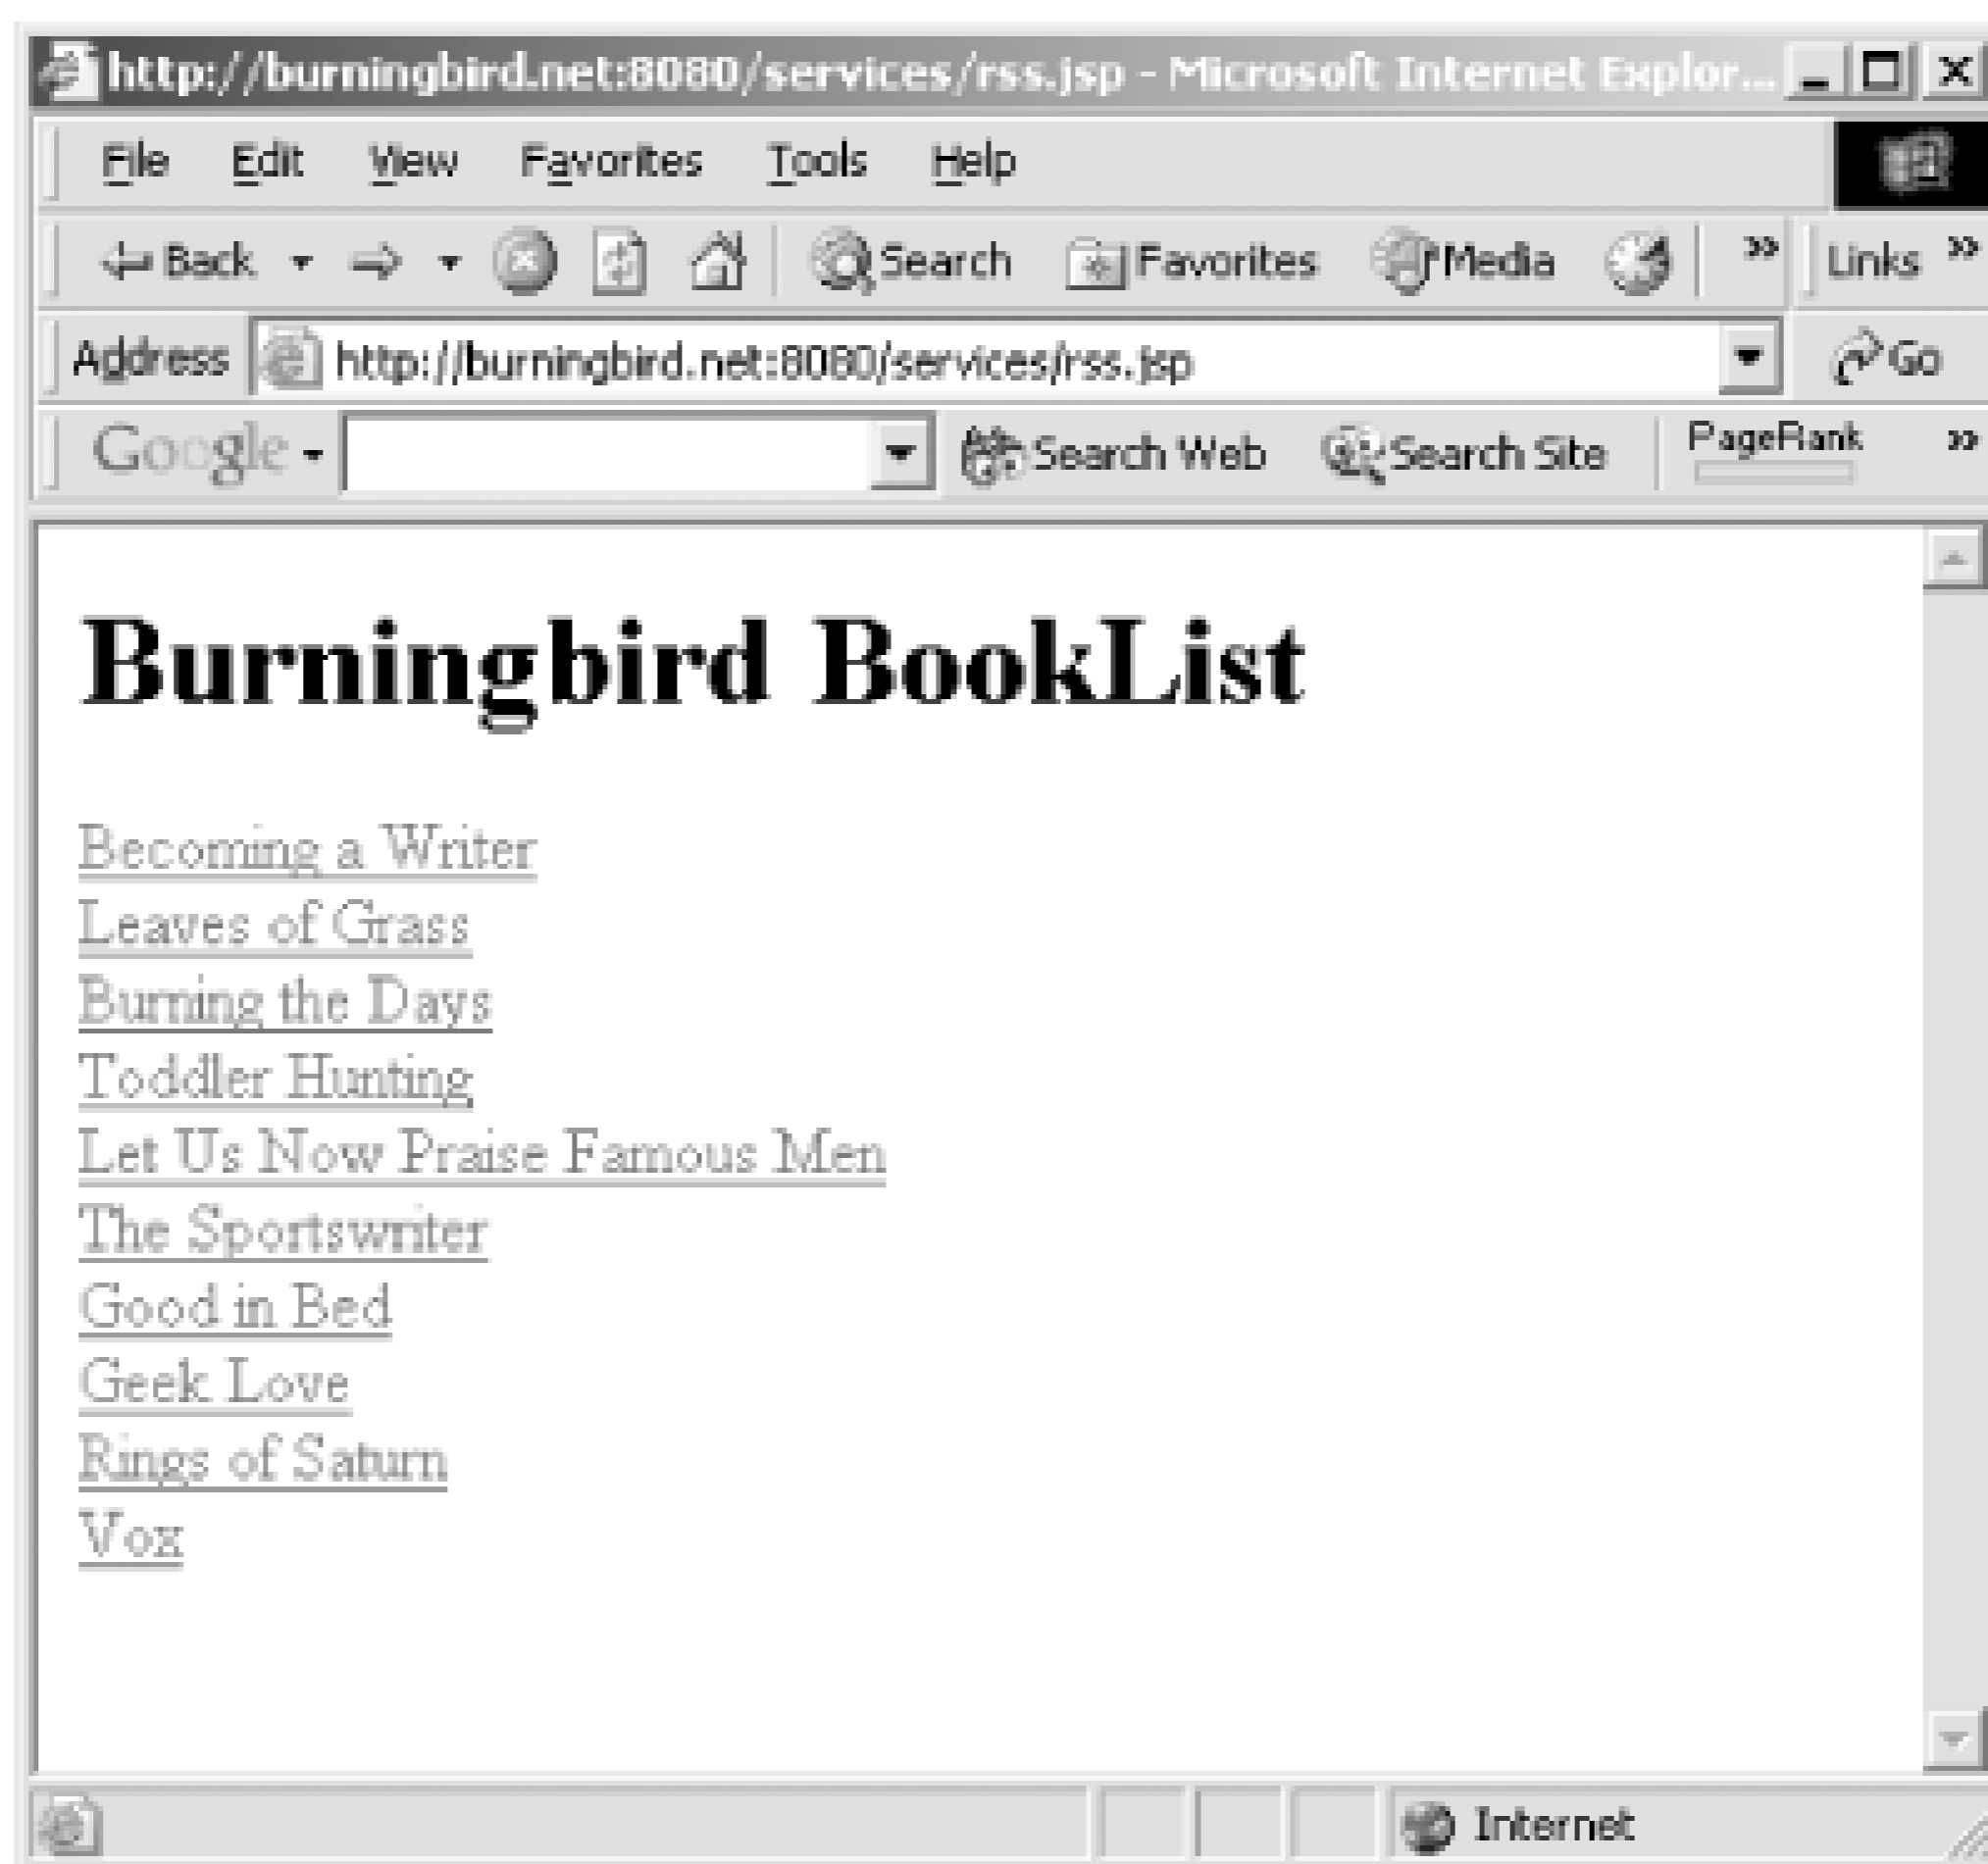 http://burningbird.net:8080/services/rss.jsp - Microsoft Internet Explor...
File Edit View Favorites Tools Help
Back Search Favorites Media » Links »
Address http://burningbird.net:8080/services/rss.jsp Go
Google Search Web Search Site PageRank »
Burningbird BookList
Becoming a Writer
Leaves of Grass
Burning the Days
Toddler Hunting
Let Us Now Praise Famous Men
The Sportswriter
Good in Bed
Geek Love
Rings of Saturn
Vox
Internet